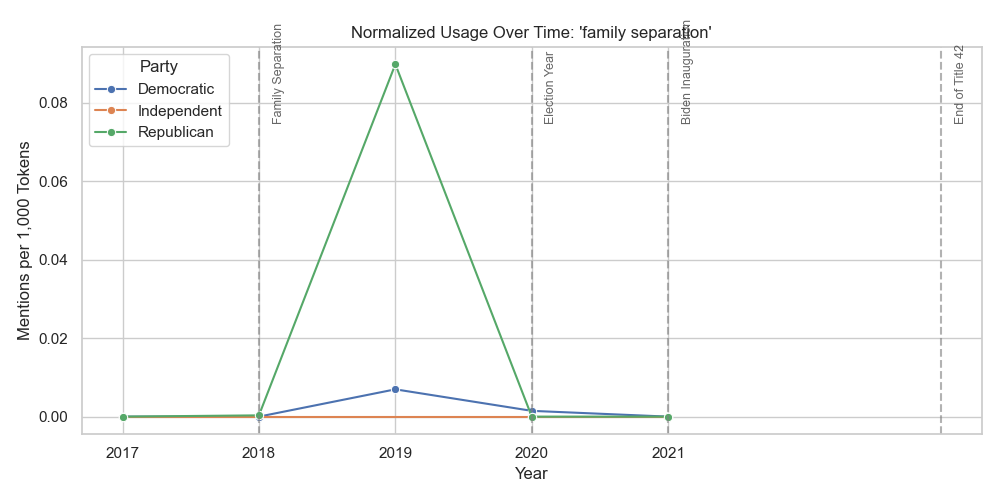 Normalized Usage Over Time: 'family separation'
Party
Democratic
Independent
Republican
Family Separation
Election Year
Biden Inauguration
End of Title 42
Mentions per 1,000 Tokens
0.08
0.06
0.04
0.02
0.00
2017 2018 2019 2020 2021
Year